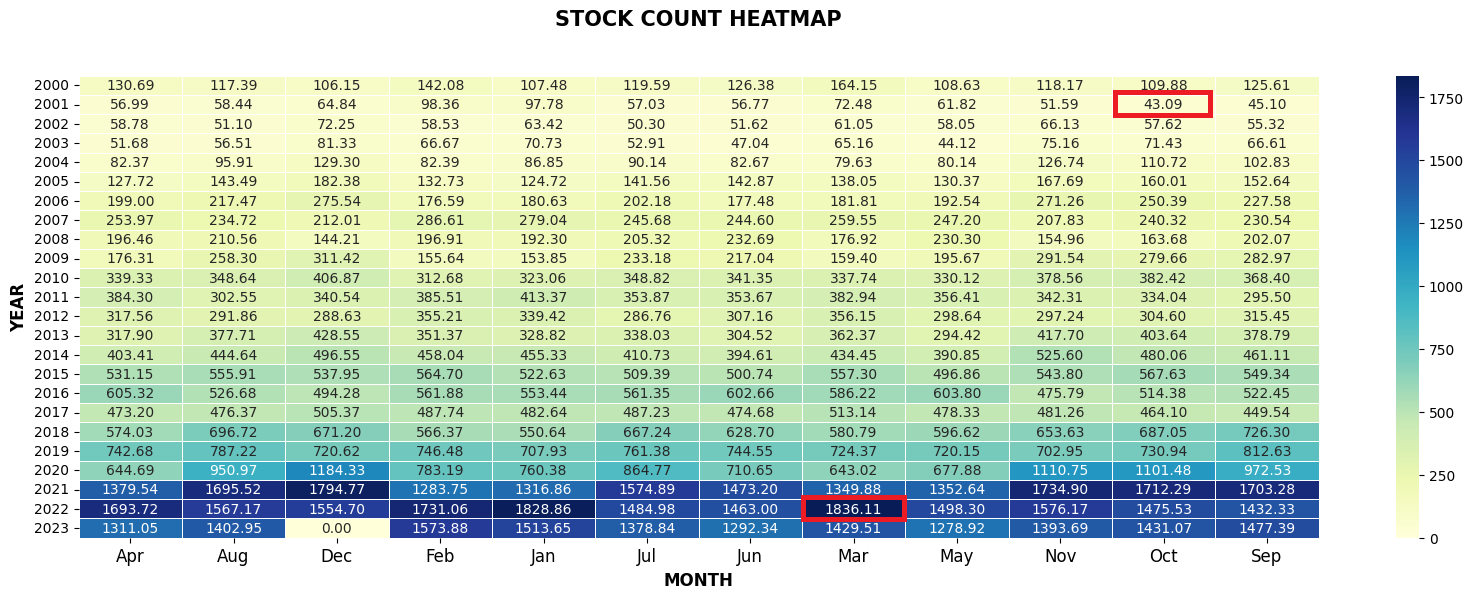 STOCK COUNT HEATMAP
2000 130.69 117.39 106.15 142.08 107.48 119.59 126.38 164.15 108.63 118.17 109.88 125.61
2001 56.99 58.44 64.84 98.36 97.78 57.03 56.77 72.48 61.82 51.59 43.09 45.10
2002 58.78 51.10 72.25 58.53 63.42 50.30 51.62 61.05 58.05 66.13 57.62 55.32
2003 51.68 56.51 81.33 66.67 70.73 52.91 47.04 65.16 44.12 75.16 71.43 66.61
2004 82.37 95.91 129.30 82.39 86.85 90.14 82.67 79.63 80.14 126.74 110.72 102.83
2005 127.72 143.49 182.38 132.73 124.72 141.56 142.87 138.05 130.37 167.69 160.01 152.64
2006 199.00 217.47 275.54 176.59 180.63 202.18 177.48 181.81 192.54 271.26 250.39 227.58
2007 253.97 234.72 212.01 286.61 279.04 245.68 244.60 259.55 247.20 207.83 240.32 230.54
2008 196.46 210.56 144.21 196.91 192.30 205.32 232.69 176.92 230.30 154.96 163.68 202.07
2009 176.31 258.30 311.42 155.64 153.85 233.18 217.04 159.40 195.67 291.54 279.66 282.97
2010 339.33 348.64 406.87 312.68 323.06 348.82 341.35 337.74 330.12 378.56 382.42 368.40
2011 384.30 302.55 340.54 385.51 413.37 353.87 353.67 382.94 356.41 342.31 334.04 295.50
2012 317.56 291.86 288.63 355.21 339.42 286.76 307.16 356.15 298.64 297.24 304.60 315.45
2013 317.90 377.71 428.55 351.37 328.82 338.03 304.52 362.37 294.42 417.70 403.64 378.79
2014 403.41 444.64 496.55 458.04 455.33 410.73 394.61 434.45 390.85 525.60 480.06 461.11
2015 531.15 555.91 537.95 564.70 522.63 509.39 500.74 557.30 496.86 543.80 567.63 549.34
2016 605.32 526.68 494.28 561.88 553.44 561.35 602.66 586.22 603.80 475.79 514.38 522.45
2017 473.20 476.37 505.37 487.74 482.64 487.23 474.68 513.14 478.33 481.26 464.10 449.54
2018 574.03 696.72 671.20 566.37 550.64 667.24 628.70 580.79 596.62 653.63 687.05 726.30
2019 742.68 787.22 720.62 746.48 707.93 761.38 744.55 724.37 720.15 702.95 730.94 812.63
2020 644.69 950.97 1184.33 783.19 760.38 864.77 710.65 643.02 677.88 1110.75 1101.48 972.53
2021 1379.54 1695.52 1794.77 1283.75 1316.86 1574.89 1473.20 1349.88 1352.64 1734.90 1712.29 1703.28
2022 1693.72 1567.17 1554.70 1731.06 1828.86 1484.98 1463.00 1836.11 1498.30 1576.17 1475.53 1432.33
2023 1311.05 1402.95 0.00 1573.88 1513.65 1378.84 1292.34 1429.51 1278.92 1393.69 1431.07 1477.39
Apr Aug Dec Feb Jan Jul Jun Mar May Nov Oct Sep
MONTH
YEAR
1750
1500
1250
1000
750
500
250
0